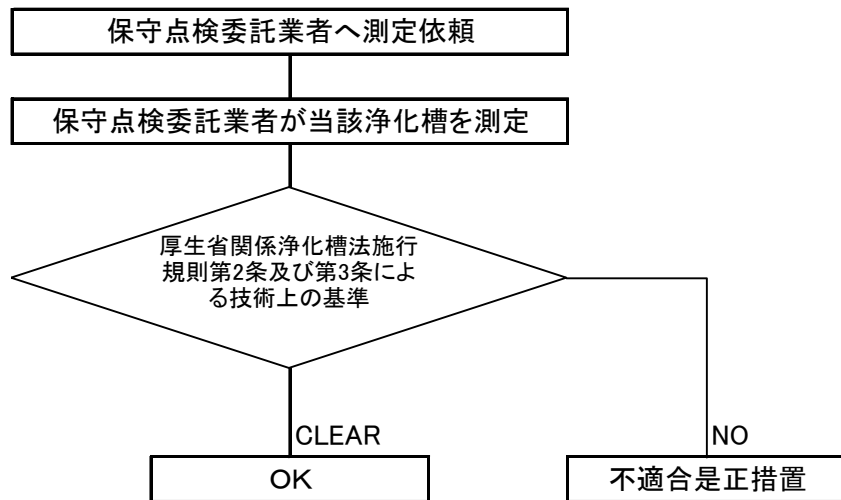 保守点検委託業者へ測定依頼
保守点検委託業者が当該浄化槽を測定
厚生省関係浄化槽法施行
規則第2条及び第3条によ
る技術上の基準
CLEAR
NO
OK
不適合是正措置